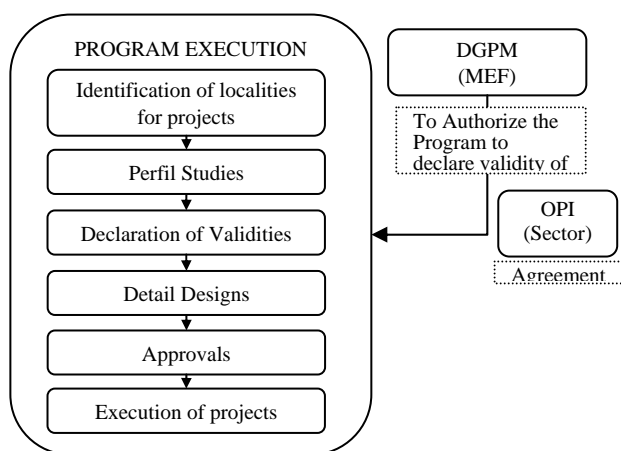 PROGRAM EXECUTION
Identification of localities
for projects
Perfil Studies
Declaration of Validities
Detail Designs
Approvals
Execution of projects
DGPM
(MEF)
To Authorize the
Program to
declare validity of
OPI
(Sector)
Agreement